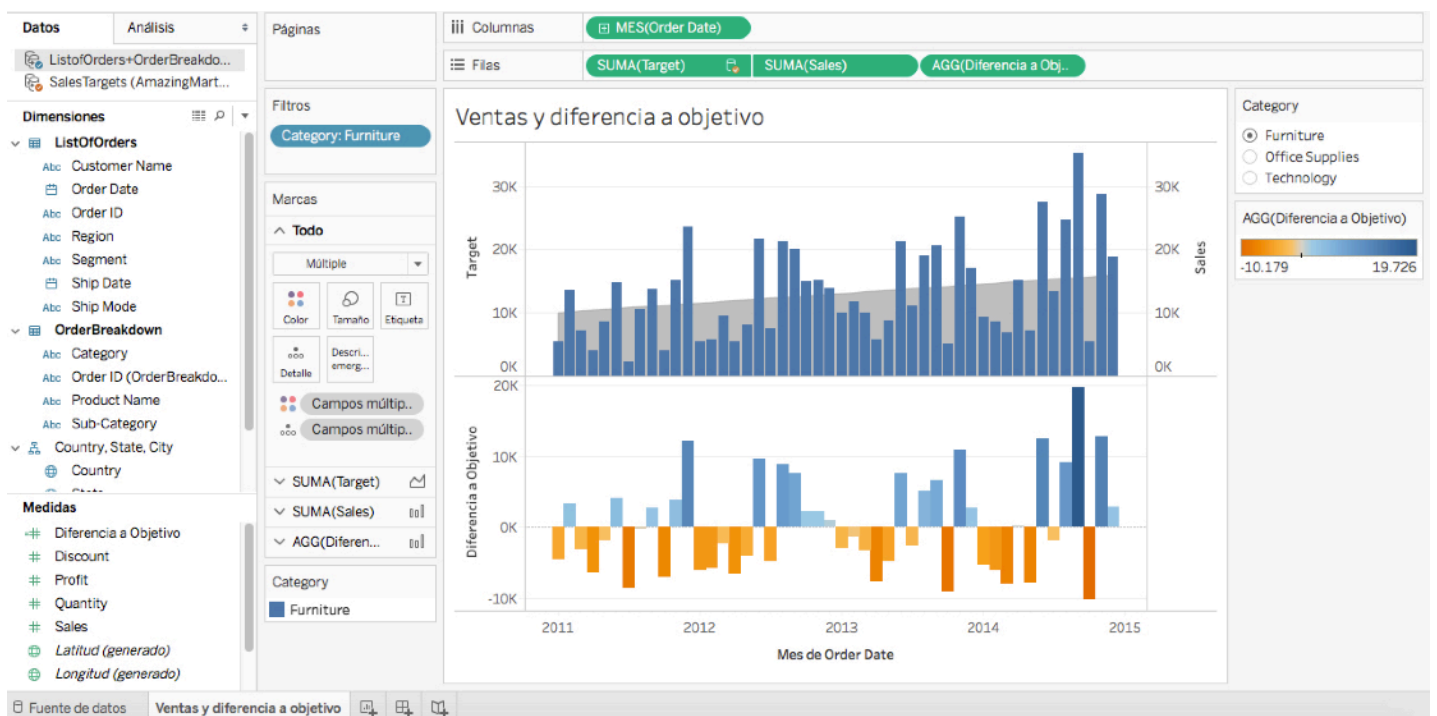 Datos
Análisis
ListofOrders+OrderBreakdo...
SalesTargets (AmazingMart...
Dimensiones
ListOfOrders
Abc Customer Name
Order Date
Abc Order ID
Abc Region
Abc Segment
Ship Date
Abc Ship Mode
OrderBreakdown
Abc Category
Abc Order ID (OrderBreakdo...
Abc Product Name
Abc Sub-Category
Country, State, City
Country
State
Medidas
Diferencia a Objetivo
Discount
Profit
Quantity
Sales
Latitud (generado)
Longitud (generado)
Páginas
Filtros
Category: Furniture
Marcas
Todo
Múltiple
Color Tamaño Etiqueta
Detalle
Descri...
emerg...
Campos múltip..
Campos múltip..
SUMA(Target)
SUMA(Sales)
AGG(Diferen...
Category
Furniture
Columnas
MES(Order Date)
Filas
SUMA(Target) SUMA(Sales) AGG(Diferencia a Obj..
Ventas y diferencia a objetivo
30K
20K
10K
0K
Target
30K
20K
10K
0K
Sales
20K
10K
0K
-10K
Diferencia a Objetivo
2011 2012 2013 2014 2015
Mes de Order Date
Category
Furniture
Office Supplies
Technology
AGG(Diferencia a Objetivo)
-10.179 19.726
Fuente de datos
Ventas y diferencia a objetivo